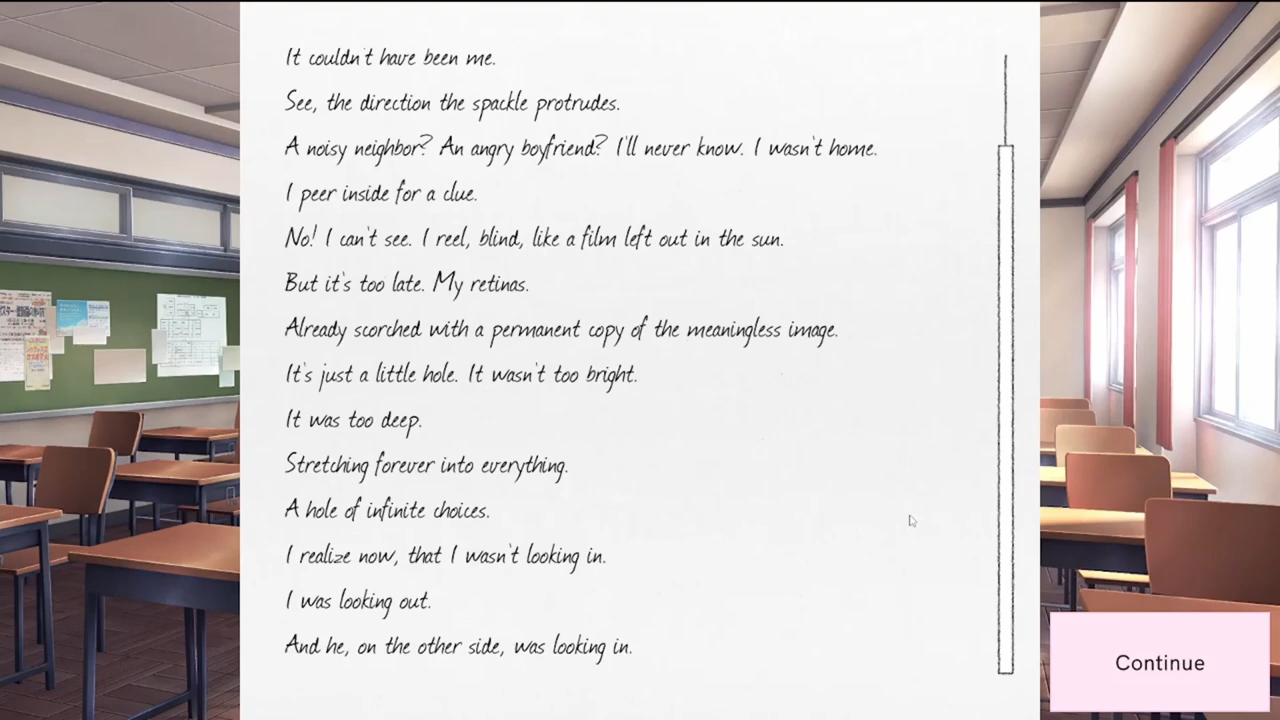 It couldn't have been me.
See, the direction the spackle protrudes.
A noisy neighbor? An angry boyfriend? I'll never know. I wasn't home.
I peer inside for a clue.
No! I can't see. I reel, blind, like a film left out in the sun.
But it's too late. My retinas.
Already scorched with a permanent copy of the meaningless image.
It's just a little hole. It wasn't too bright.
It was too deep.
Stretching forever into everything.
A hole of infinite choices.
I realize now, that I wasn't looking in.
I was looking out.
And he, on the other side, was looking in.
Continue